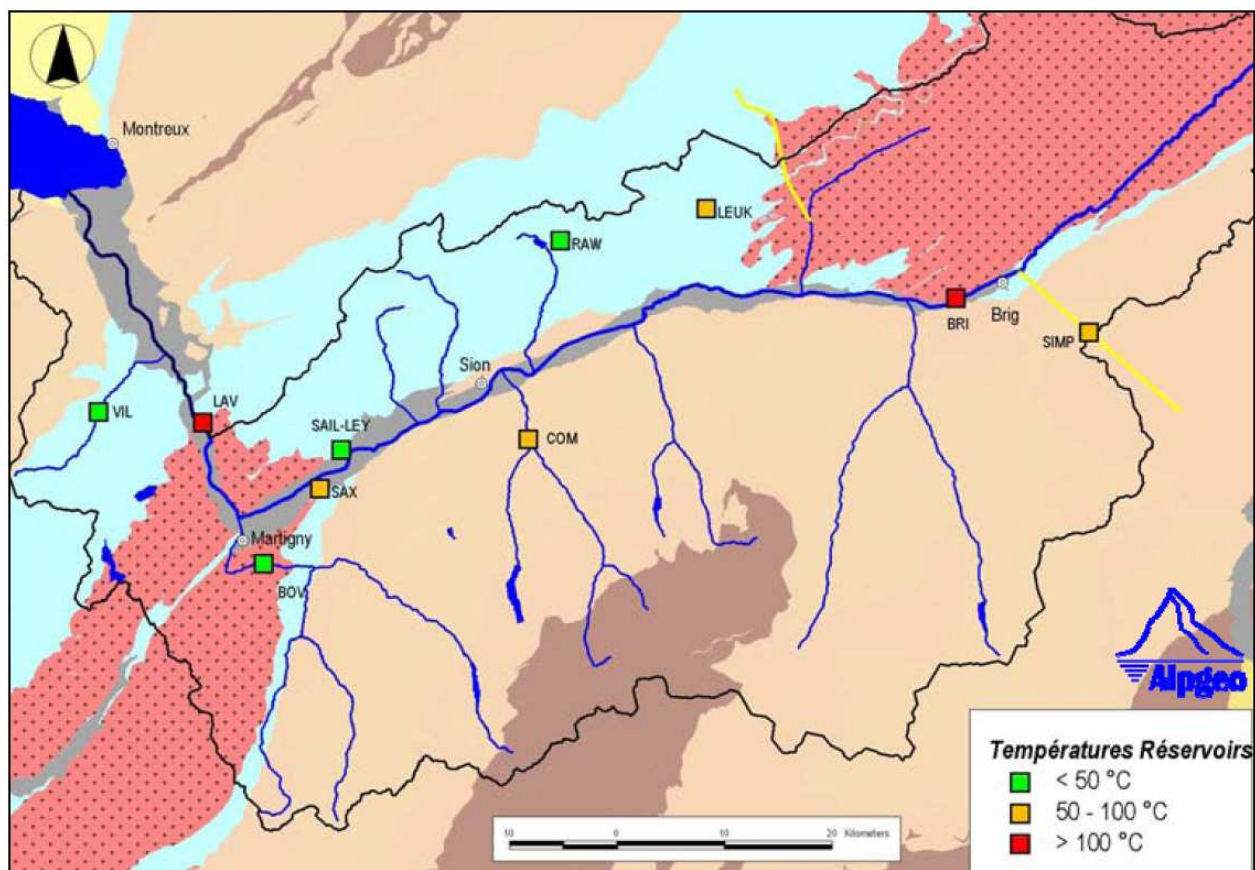 Montreux
LEUK
RAW
BRI
Brig
SIMP
Sion
VIL
LAV
SAIL-LEY
COM
SAX
Martigny
BOV
Alpgeo
Températures Réservoirs
< 50 °C
50 - 100 °C
> 100 °C
10 0 10 20 Kilometers